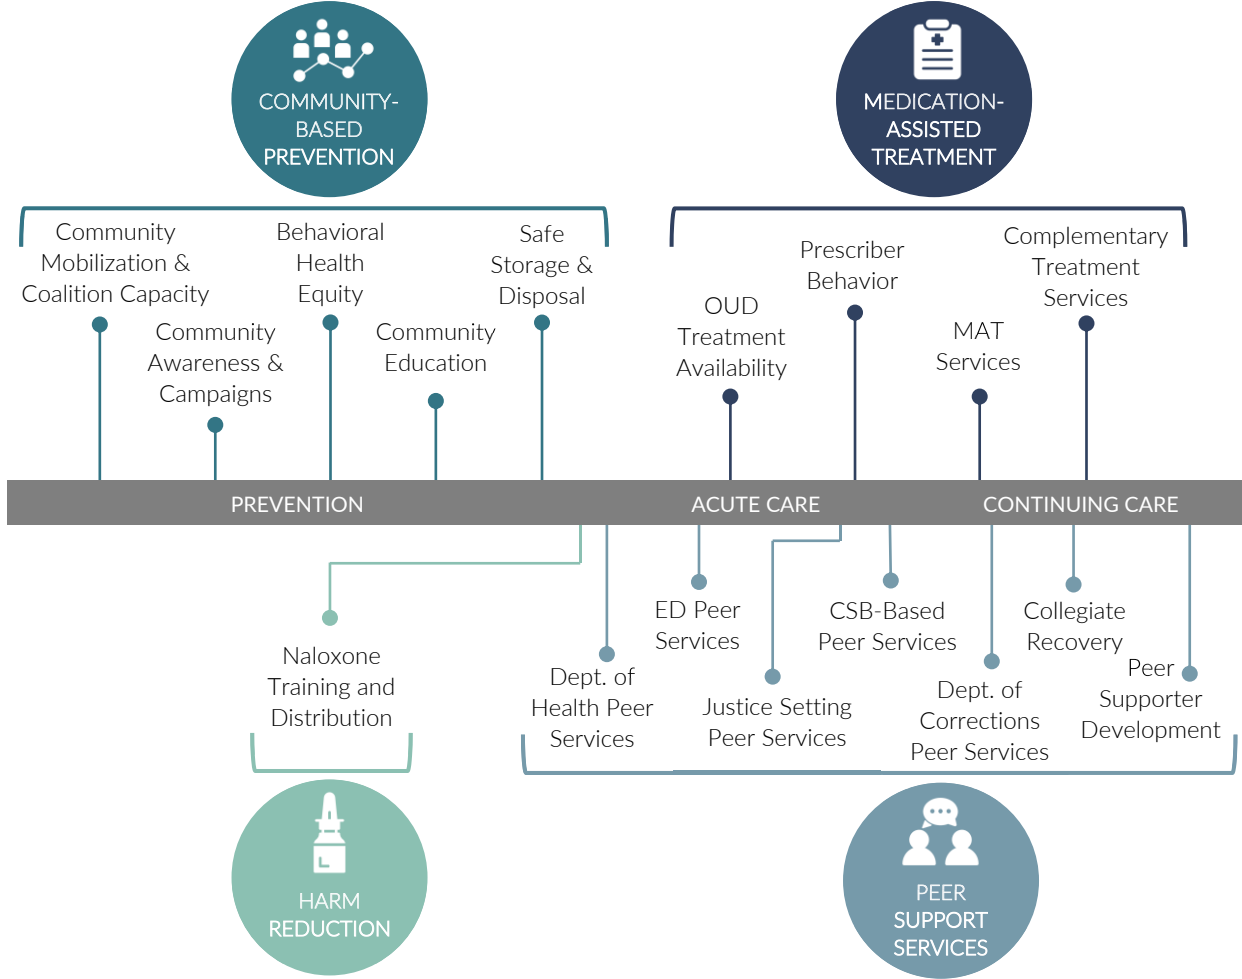 COMMUNITY-
BASED
PREVENTION
MEDICATION-
ASSISTED
TREATMENT
Community
Mobilization &
Coalition Capacity
Community
Awareness &
Campaigns
Behavioral
Health
Equity
Community
Education
Safe
Storage &
Disposal
OUD
Treatment
Availability
Prescriber
Behavior
MAT
Services
Complementary
Treatment
Services
PREVENTION
ACUTE CARE
CONTINUING CARE
Naloxone
Training and
Distribution
Dept. of
Health Peer
Services
ED Peer
Services
Justice Setting
Peer Services
CSB-Based
Peer Services
Dept. of
Corrections
Peer Services
Collegiate
Recovery
Peer
Supporter
Development
HARM
REDUCTION
PEER
SUPPORT
SERVICES